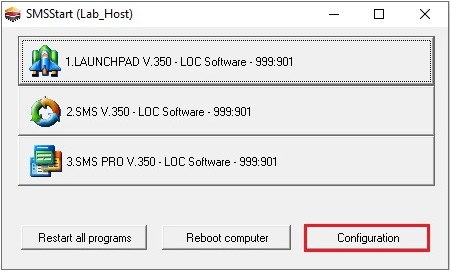 SMSStart (Lab_Host)
1.LAUNCHPAD V.350 - LOC Software - 999:901
2.SMS V.350 - LOC Software - 999:901
3.SMS PRO V.350 - LOC Software - 999:901
Restart all programs Reboot computer Configuration